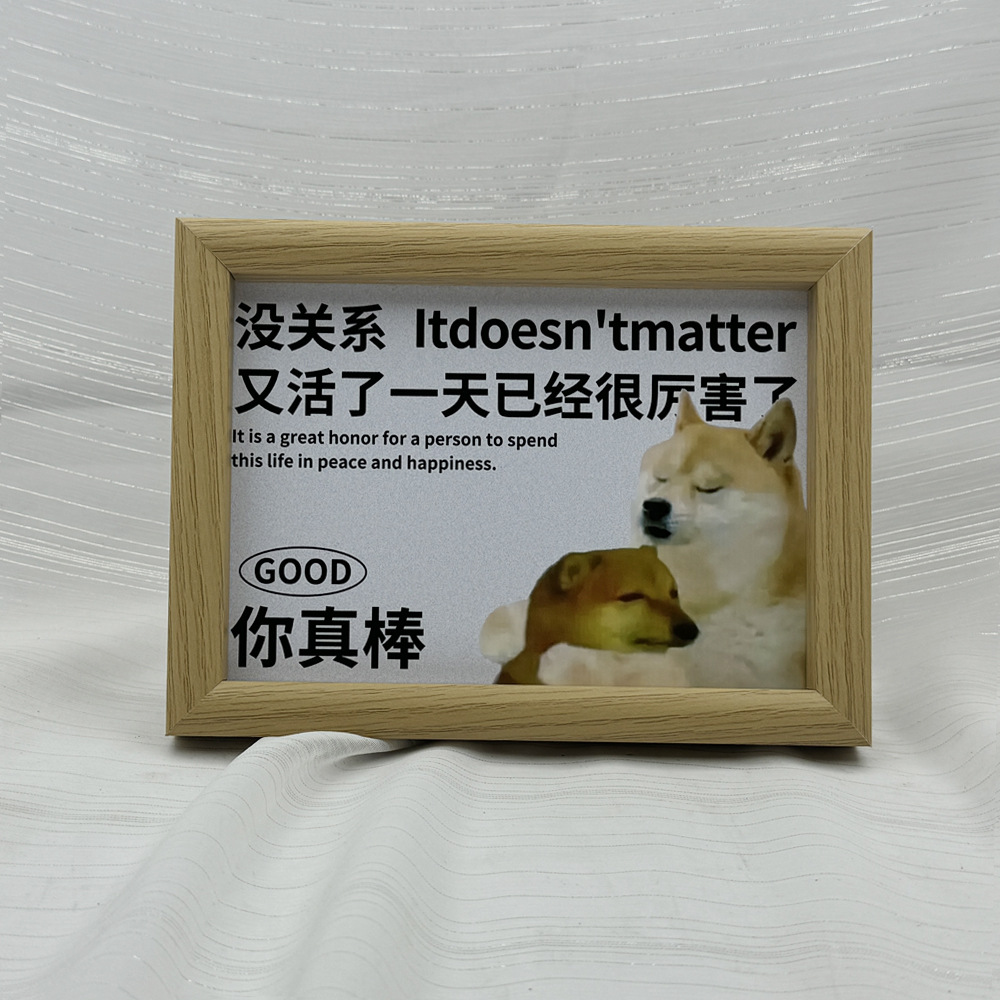 没关系 Itdoesn'tmatter
又活了一天已经很厉害了
It is a great honor for a person to spend
this life in peace and happiness.
GOOD
你真棒